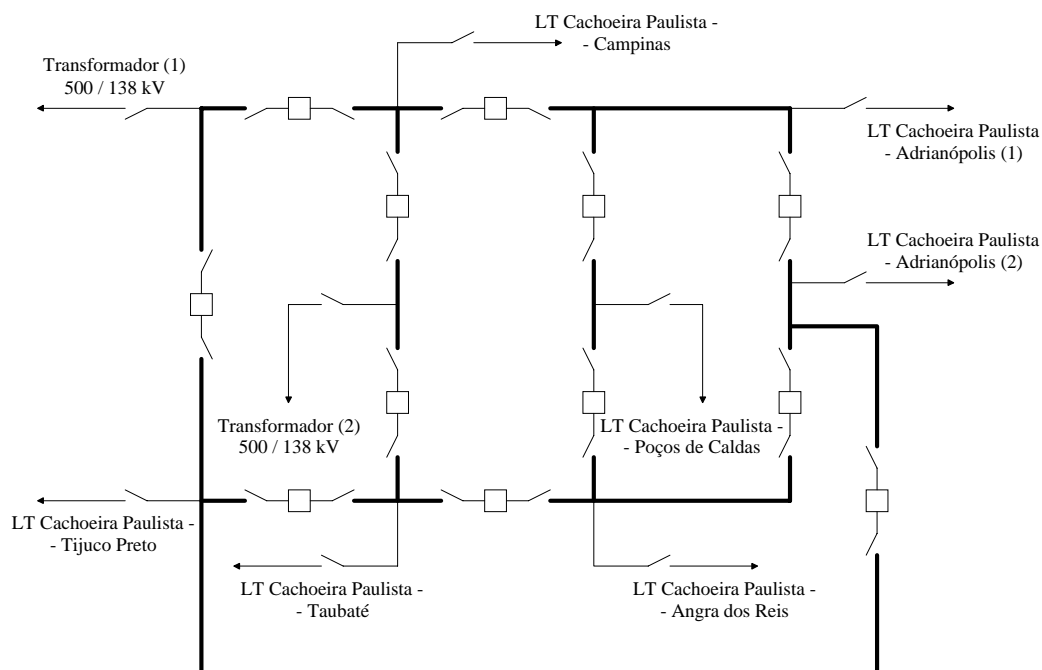 LT Cachoeira Paulista -
- Campinas
Transformador (1)
500 / 138 kV
LT Cachoeira Paulista
- Adrianópolis (1)
LT Cachoeira Paulista
- Adrianópolis (2)
Transformador (2)
500 / 138 kV
LT Cachoeira Paulista -
- Poços de Caldas
LT Cachoeira Paulista -
- Tijuco Preto
LT Cachoeira Paulista -
- Taubaté
LT Cachoeira Paulista -
- Angra dos Reis